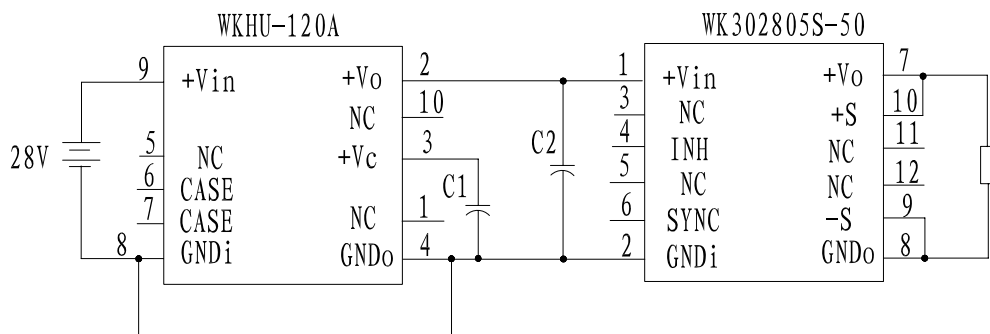 WKHU-120A
WK302805S-50
9
+Vin
+Vo
2
10
NC
3
+Vc
5
NC
6
CASE
7
CASE
1
NC
8
GNDi
GNDo
4
28V
C1
C2
1
+Vin
+Vo
7
3
NC
+S
10
4
INH
NC
11
5
NC
NC
12
6
SYNC
-S
9
2
GNDi
GNDo
8